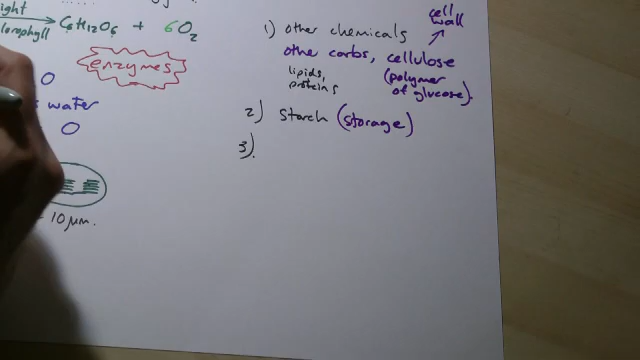 ight
lorophyll
C6H12O6 + 6O2
enzymes
water
10 μm.
1) other chemicals
cell
wall
other carbs, cellulose
lipids,
proteins
(polymer
of glucose).
2) Starch (storage)
3).